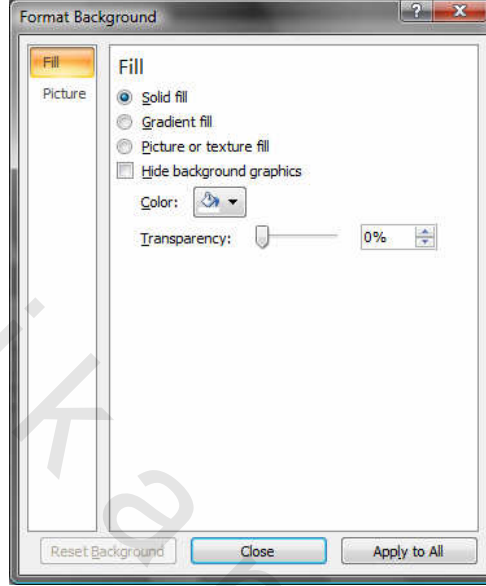 Format Background
?
X
Fill
Picture
Fill
Solid fill
Gradient fill
Picture or texture fill
Hide background graphics
Color:
Transparency: 0%
Reset Background Close Apply to All